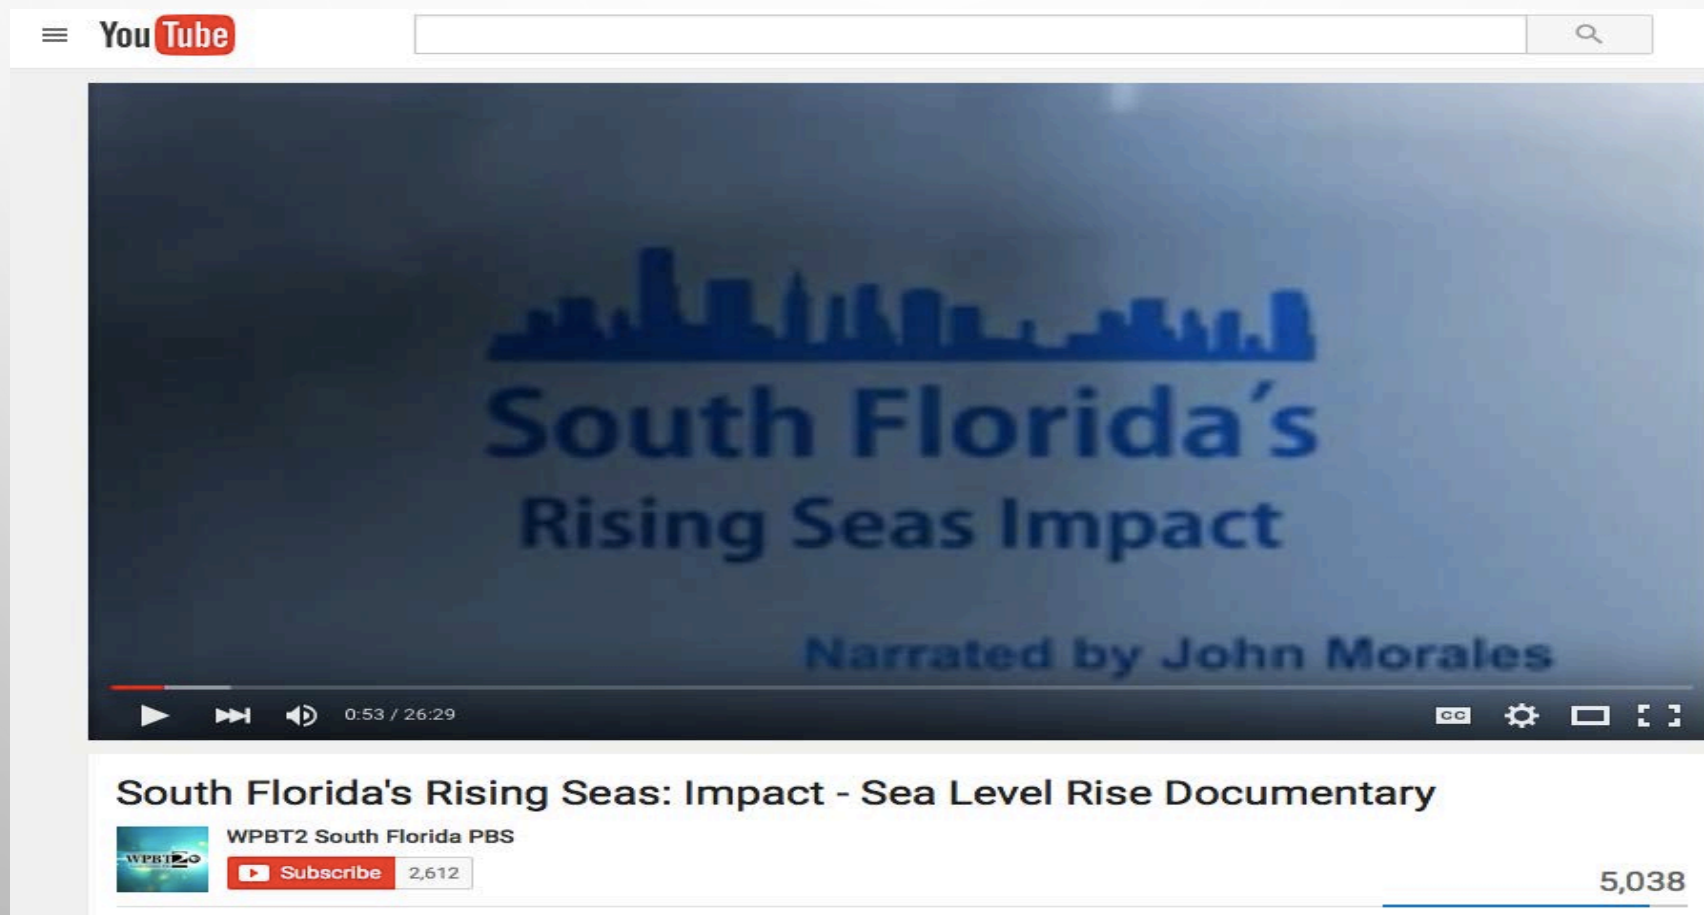 You Tube
South Florida's
Rising Seas Impact
Narrated by John Morales
0:53 / 26:29
CC
South Florida's Rising Seas: Impact - Sea Level Rise Documentary
WPBT2
WPBT2 South Florida PBS
Subscribe 2,612
5,038